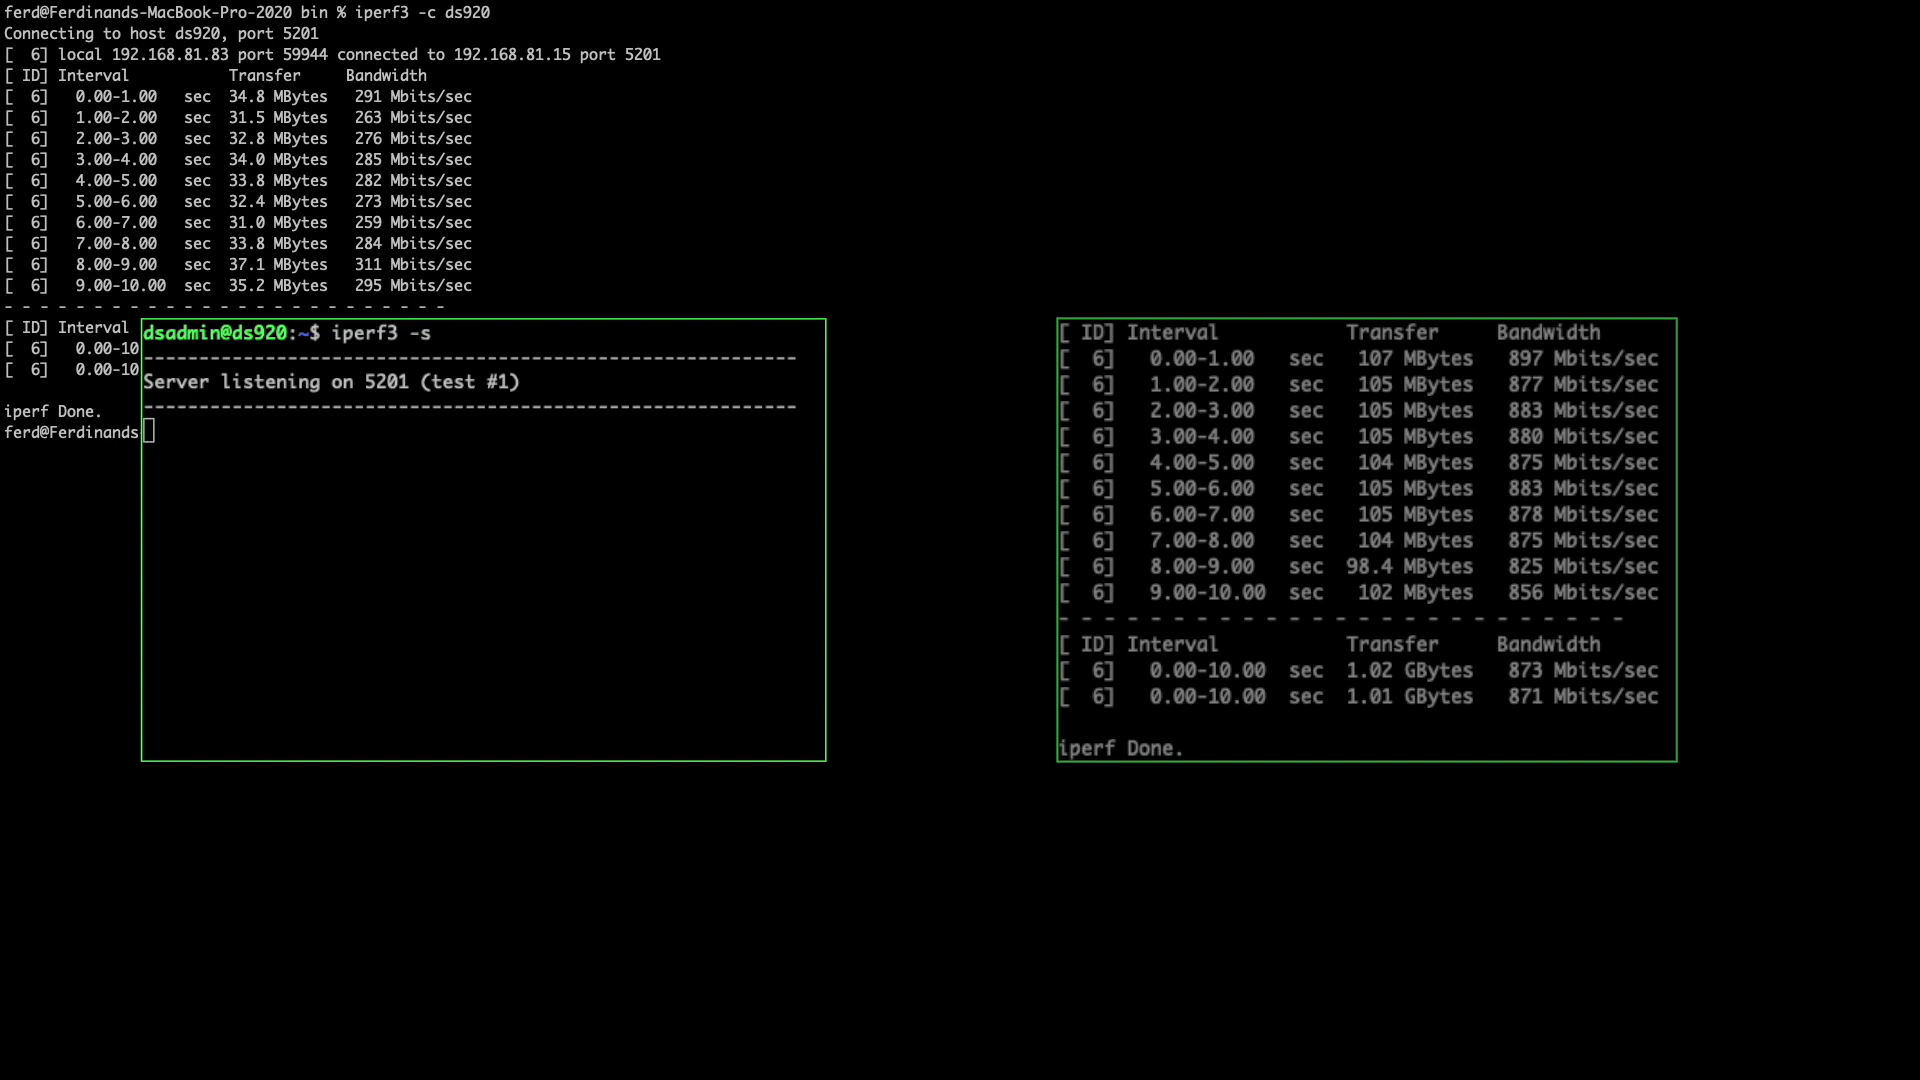 ferd@Ferdinands-MacBook-Pro-2020 bin % iperf3 -c ds920
Connecting to host ds920, port 5201
[  6] local 192.168.81.83 port 59944 connected to 192.168.81.15 port 5201
[ ID] Interval           Transfer     Bandwidth
[  6]   0.00-1.00   sec  34.8 MBytes   291 Mbits/sec
[  6]   1.00-2.00   sec  31.5 MBytes   263 Mbits/sec
[  6]   2.00-3.00   sec  32.8 MBytes   276 Mbits/sec
[  6]   3.00-4.00   sec  34.0 MBytes   285 Mbits/sec
[  6]   4.00-5.00   sec  33.8 MBytes   282 Mbits/sec
[  6]   5.00-6.00   sec  32.4 MBytes   273 Mbits/sec
[  6]   6.00-7.00   sec  31.0 MBytes   259 Mbits/sec
[  6]   7.00-8.00   sec  33.8 MBytes   284 Mbits/sec
[  6]   8.00-9.00   sec  37.1 MBytes   311 Mbits/sec
[  6]   9.00-10.00  sec  35.2 MBytes   295 Mbits/sec
- - - - - - - - - - - - - - - - - - - - - - - - -
[ ID] Interval
[  6]   0.00-10
[  6]   0.00-10
iperf Done.
ferd@Ferdinands
dsadmin@ds920:~$ iperf3 -s
-----------------------------------------------------------
Server listening on 5201 (test #1)
-----------------------------------------------------------
[ ID] Interval           Transfer     Bandwidth
[  6]   0.00-1.00   sec   107 MBytes   897 Mbits/sec
[  6]   1.00-2.00   sec   105 MBytes   877 Mbits/sec
[  6]   2.00-3.00   sec   105 MBytes   883 Mbits/sec
[  6]   3.00-4.00   sec   105 MBytes   880 Mbits/sec
[  6]   4.00-5.00   sec   104 MBytes   875 Mbits/sec
[  6]   5.00-6.00   sec   105 MBytes   883 Mbits/sec
[  6]   6.00-7.00   sec   105 MBytes   878 Mbits/sec
[  6]   7.00-8.00   sec   104 MBytes   875 Mbits/sec
[  6]   8.00-9.00   sec  98.4 MBytes   825 Mbits/sec
[  6]   9.00-10.00  sec   102 MBytes   856 Mbits/sec
- - - - - - - - - - - - - - - - - - - - - - - - -
[ ID] Interval           Transfer     Bandwidth
[  6]   0.00-10.00  sec  1.02 GBytes   873 Mbits/sec
[  6]   0.00-10.00  sec  1.01 GBytes   871 Mbits/sec
iperf Done.